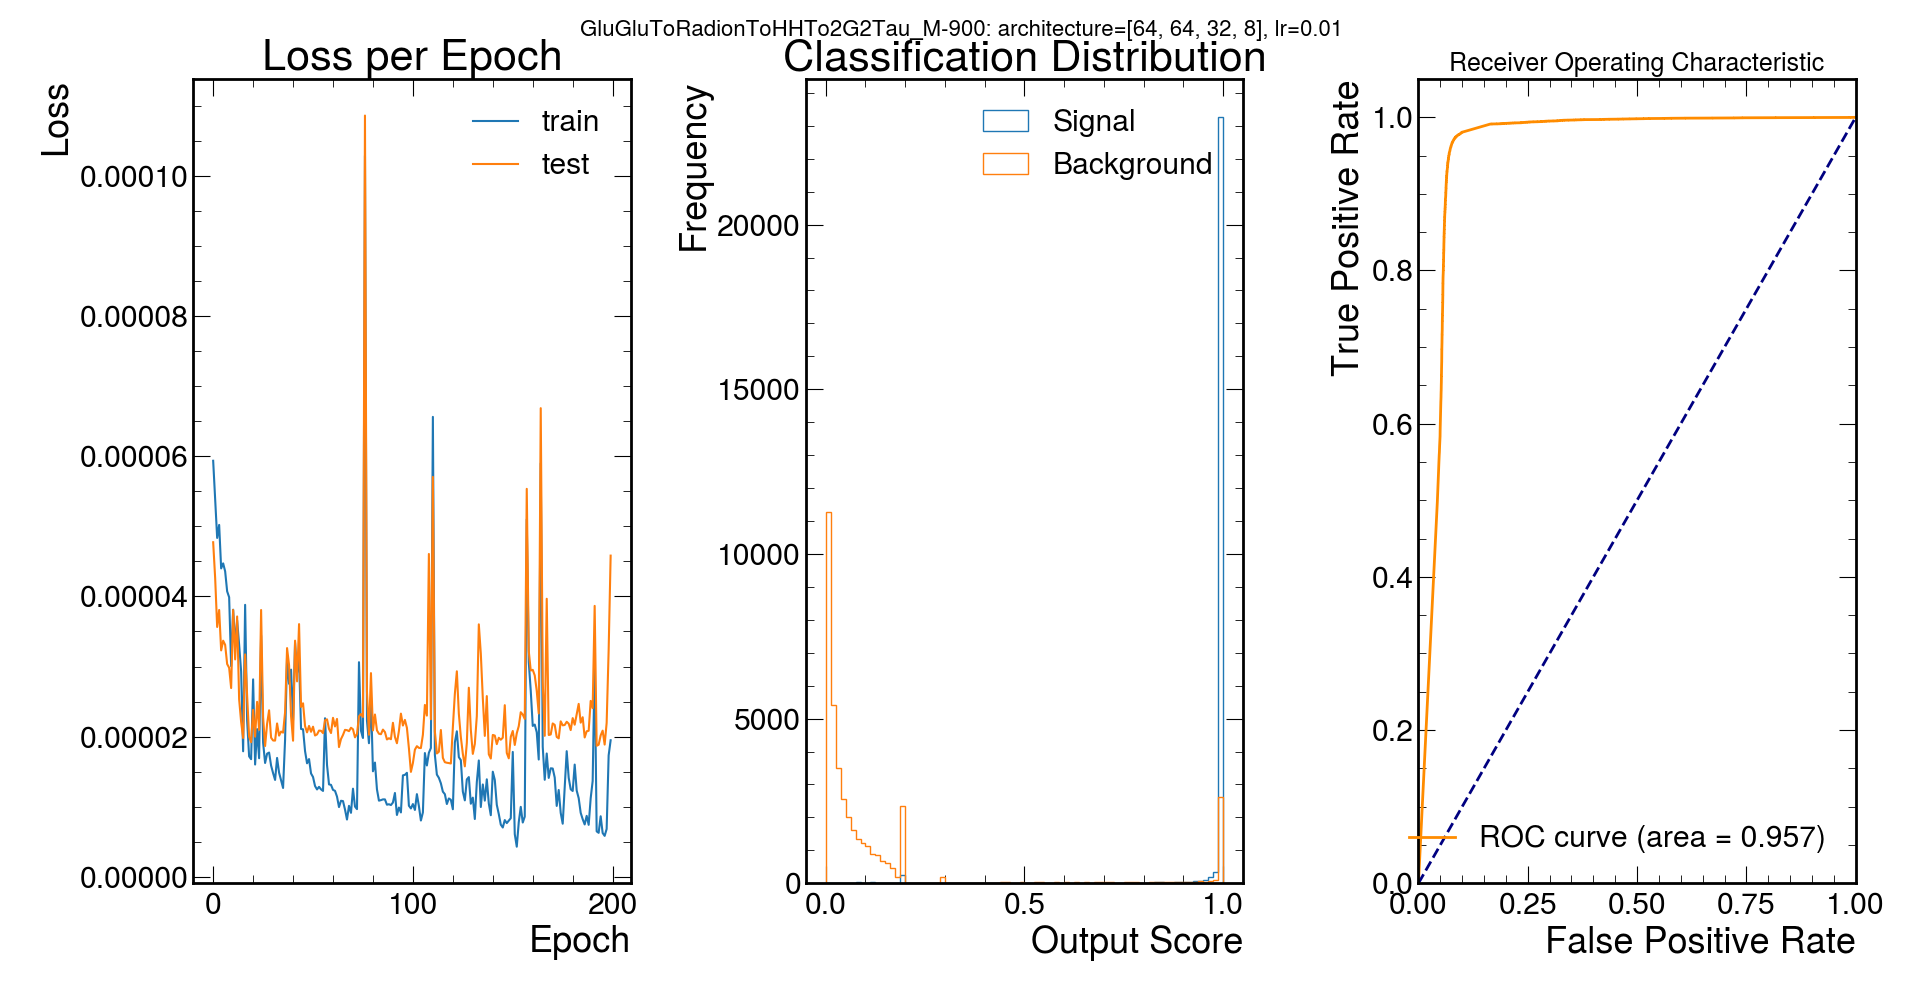 GluGluToRadionToHHTo2G2Tau_M-900: architecture=[64, 64, 32, 8], lr=0.01
Loss per Epoch
Loss
train
test
0.00010
0.00008
0.00006
0.00004
0.00002
0.00000
0 100 200
Epoch
Classification Distribution
Frequency
Signal
Background
20000
15000
10000
5000
0
0.0 0.5 1.0
Output Score
Receiver Operating Characteristic
True Positive Rate
1.0
0.8
0.6
0.4
0.2
0.0
ROC curve (area = 0.957)
0.00 0.25 0.50 0.75 1.00
False Positive Rate